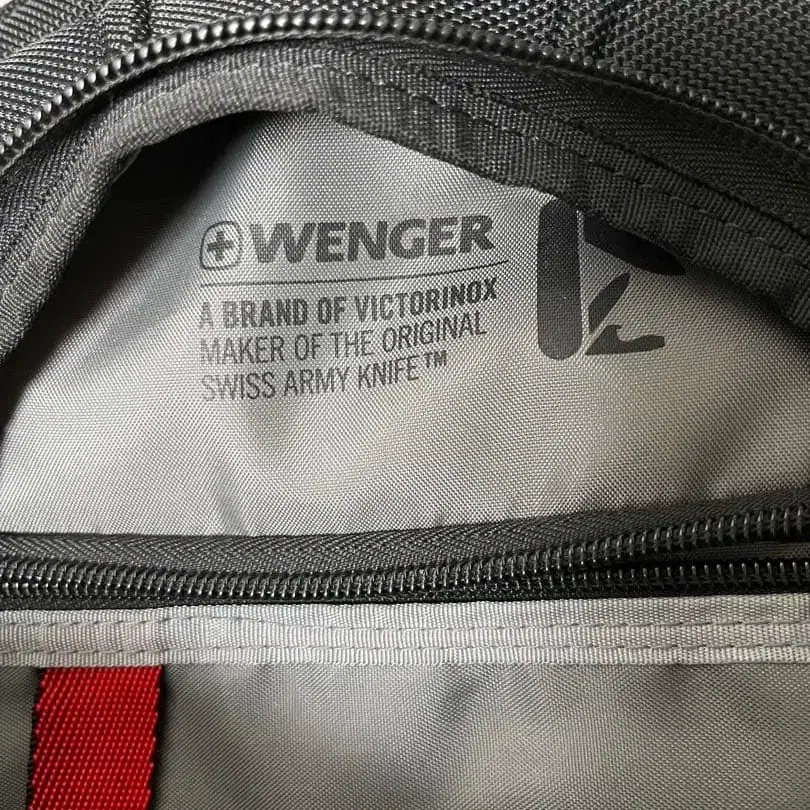 WENGER
A BRAND OF VICTORINOX
MAKER OF THE ORIGINAL
SWISS ARMY KNIFE™